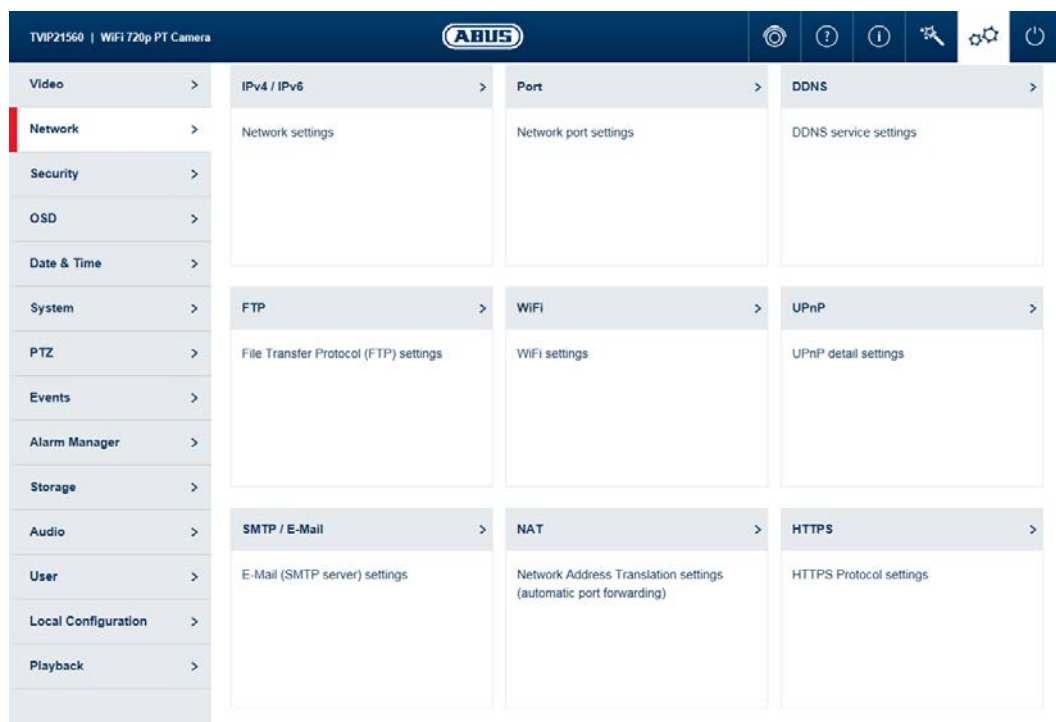 TVIP21560 | WiFi 720p PT Camera
ABUS
Video
Network
Security
OSD
Date & Time
System
PTZ
Events
Alarm Manager
Storage
Audio
User
Local Configuration
Playback
IPv4 / IPv6
Network settings
Port
Network port settings
DDNS
DDNS service settings
FTP
File Transfer Protocol (FTP) settings
WiFi
WiFi settings
UPnP
UPnP detail settings
SMTP / E-Mail
E-Mail (SMTP server) settings
NAT
Network Address Translation settings
(automatic port forwarding)
HTTPS
HTTPS Protocol settings